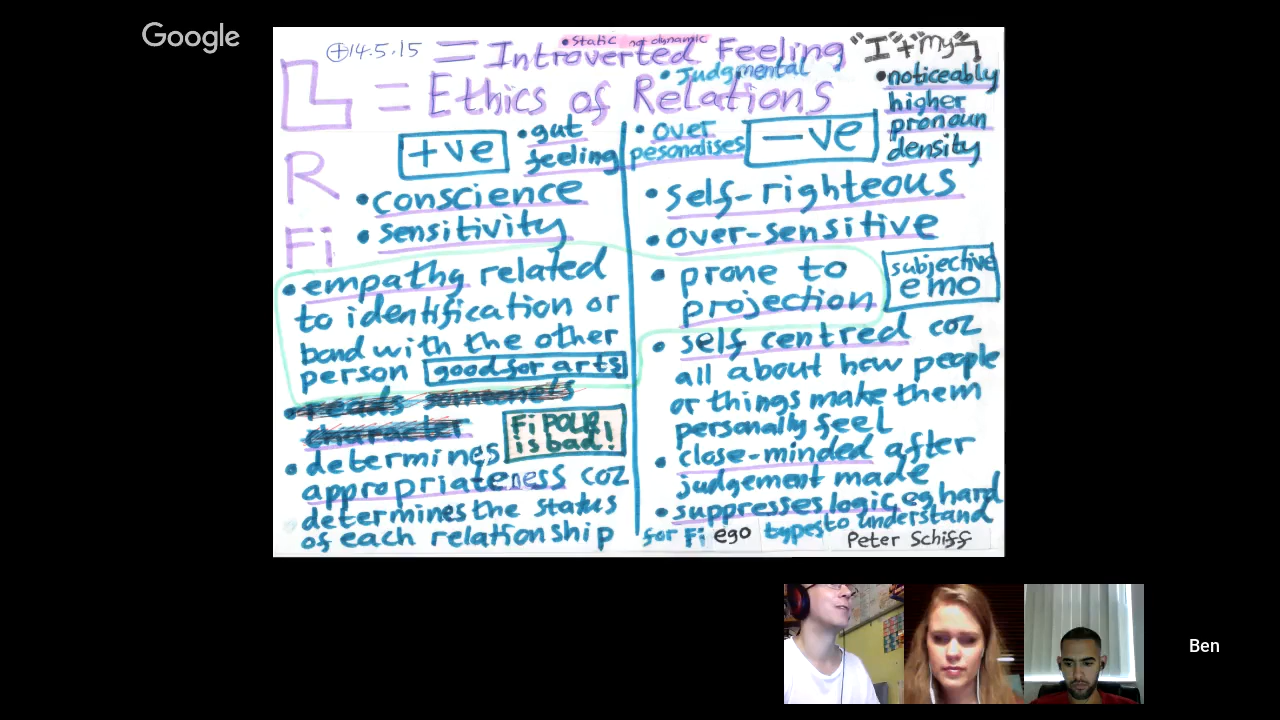 Google
⊕14.5.15
• Static not dynamic
= Introverted Feeling "I"+"my"
• Judgmental
L = Ethics of Relations
• noticeably
higher
pronoun
density
+ve
• gut
feeling
R
• conscience
Fi • sensitivity
• empathy related
to identification or
bond with the other
person good for arts
• reads someone's
character
Fi POLR
is bad!
• determines
appropriateness coz
determines the status
of each relationship
• over
pesonalises
-ve
• self-righteous
• over-sensitive
• prone to
projection
subjective
emo
• self centred coz
all about how people
or things make them
personally feel
• close-minded after
judgement made
• suppresses logic, eg hard
for Fi ego types to understand
Peter Schiff
Ben